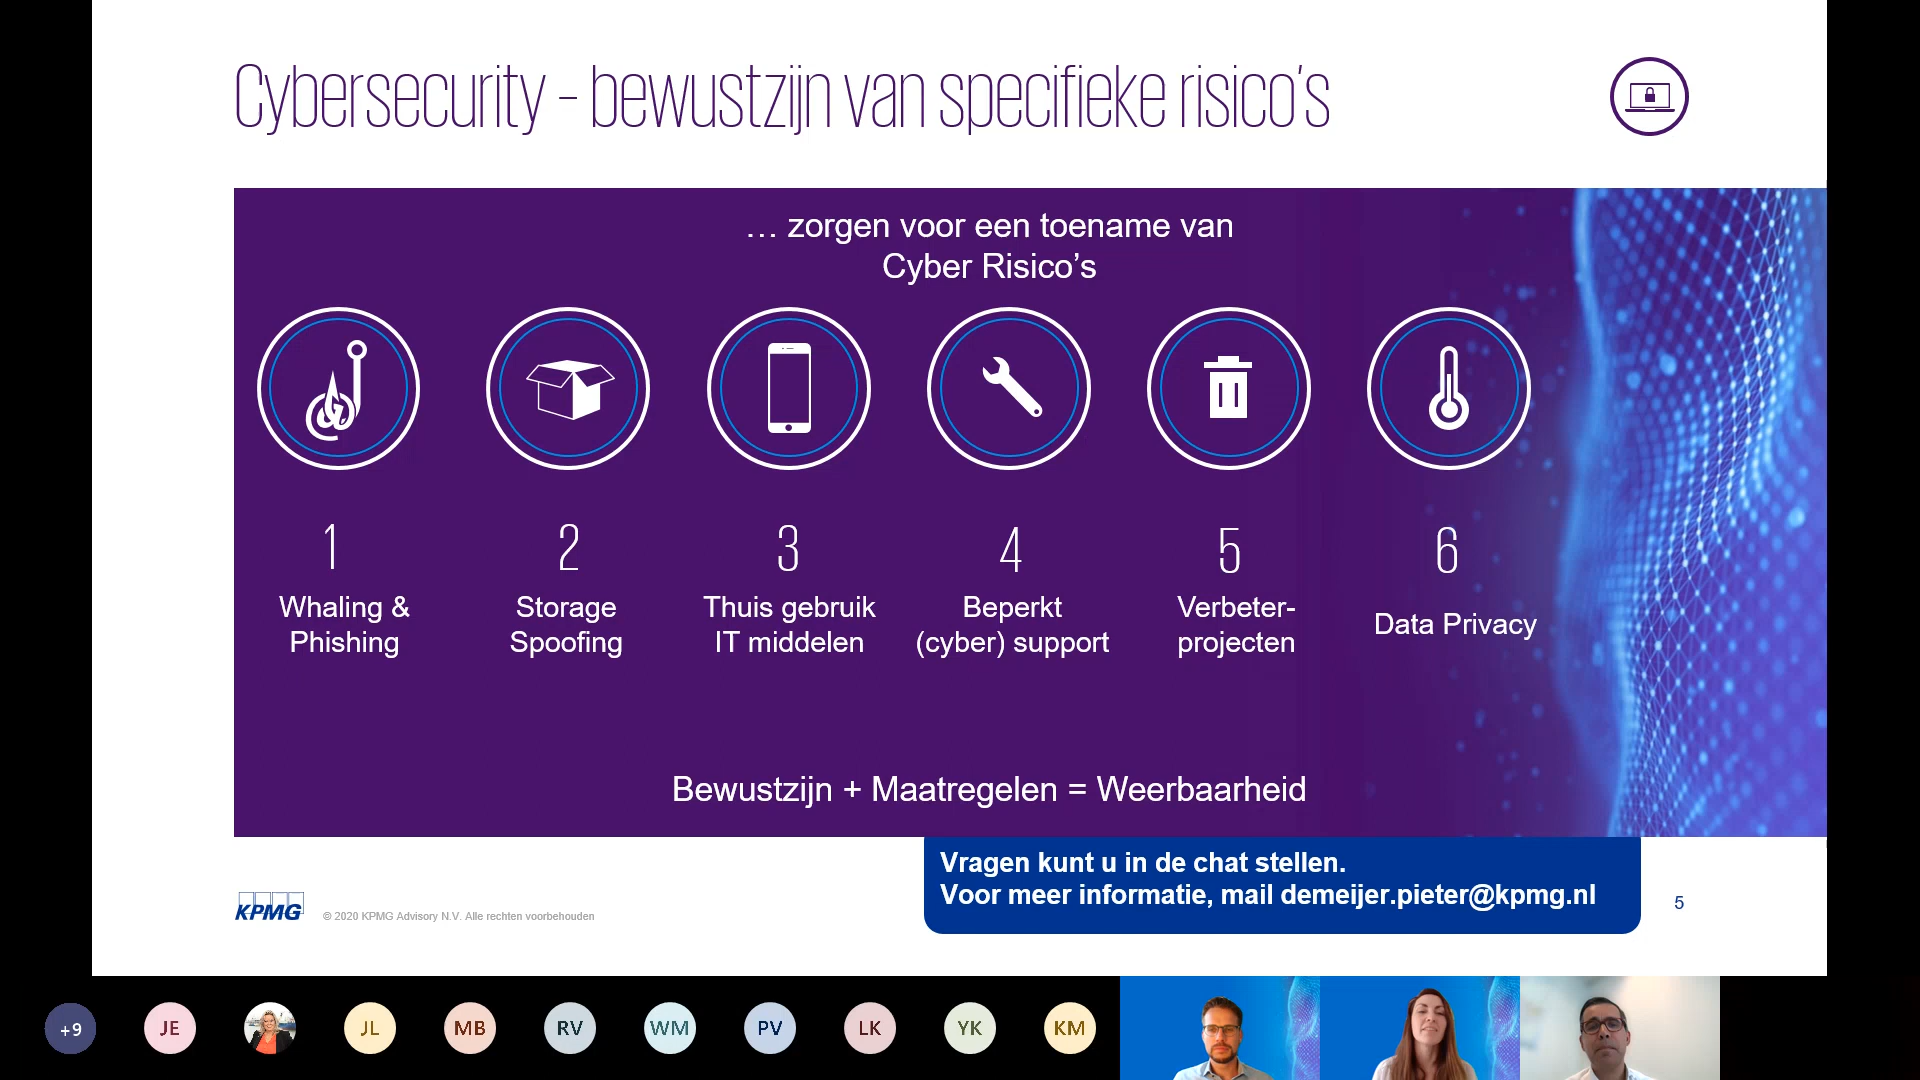 Cybersecurity – bewustzijn van specifieke risico's
… zorgen voor een toename van
Cyber Risico's
1
2
3
4
5
6
Whaling &
Phishing
Storage
Spoofing
Thuis gebruik
IT middelen
Beperkt
(cyber) support
Verbeter-
projecten
Data Privacy
Bewustzijn + Maatregelen = Weerbaarheid
Vragen kunt u in de chat stellen.
Voor meer informatie, mail demeijer.pieter@kpmg.nl
KPMG
© 2020 KPMG Advisory N.V. Alle rechten voorbehouden
5
+9
JE
JL
MB
RV
WM
PV
LK
YK
KM